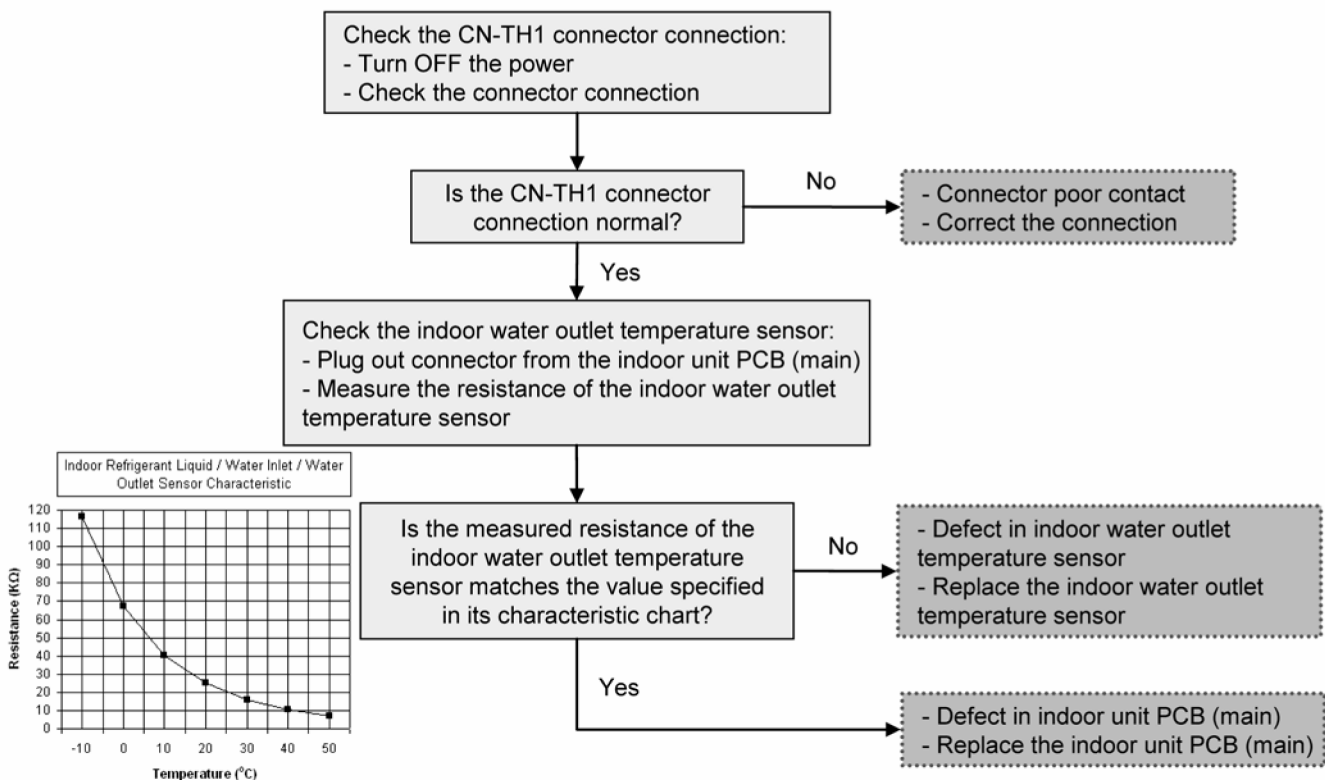 Check the CN-TH1 connector connection:
- Turn OFF the power
- Check the connector connection
Is the CN-TH1 connector
connection normal?
No
- Connector poor contact
- Correct the connection
Yes
Check the indoor water outlet temperature sensor:
- Plug out connector from the indoor unit PCB (main)
- Measure the resistance of the indoor water outlet
temperature sensor
Indoor Refrigerant Liquid / Water Inlet / Water
Outlet Sensor Characteristic
Resistance (KΩ)
120
110
100
90
80
70
60
50
40
30
20
10
0
-10 0 10 20 30 40 50
Temperature (°C)
Is the measured resistance of the
indoor water outlet temperature
sensor matches the value specified
in its characteristic chart?
No
- Defect in indoor water outlet
temperature sensor
- Replace the indoor water outlet
temperature sensor
Yes
- Defect in indoor unit PCB (main)
- Replace the indoor unit PCB (main)